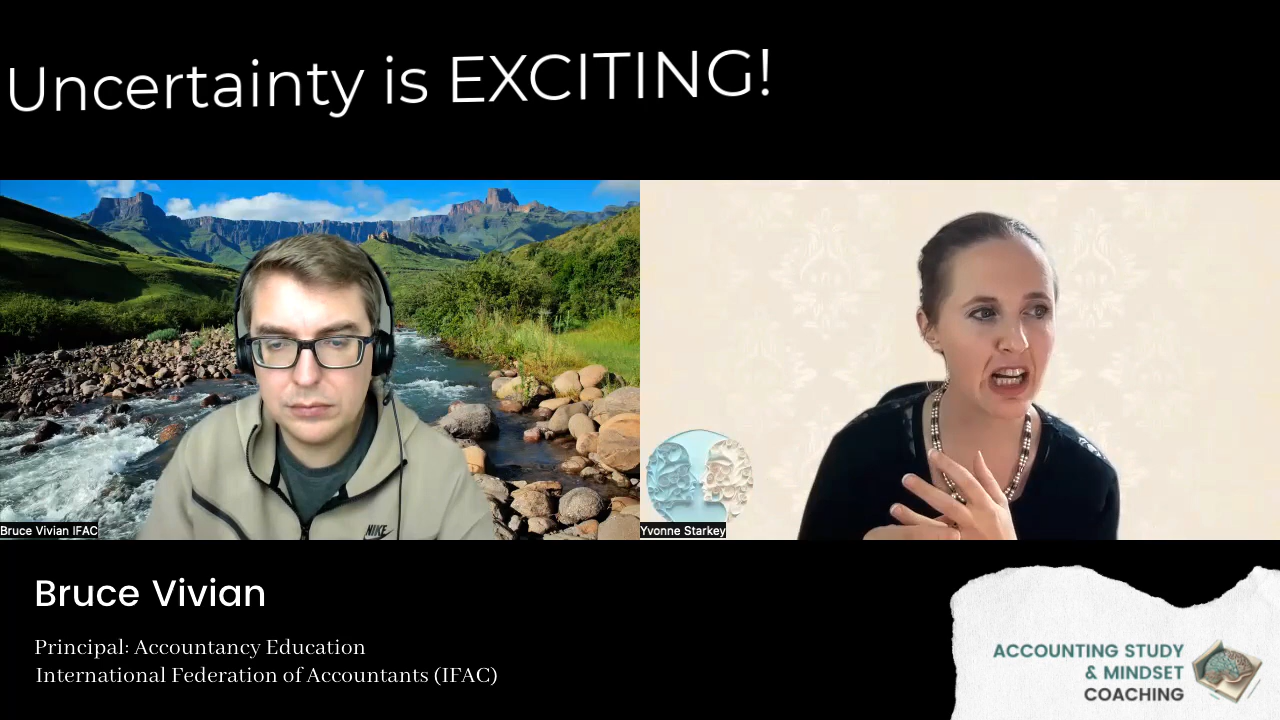 Uncertainty is EXCITING!
NIKE
Bruce Vivian IFAC
Yvonne Starkey
Bruce Vivian
Principal: Accountancy Education
International Federation of Accountants (IFAC)
ACCOUNTING STUDY
& MINDSET
COACHING